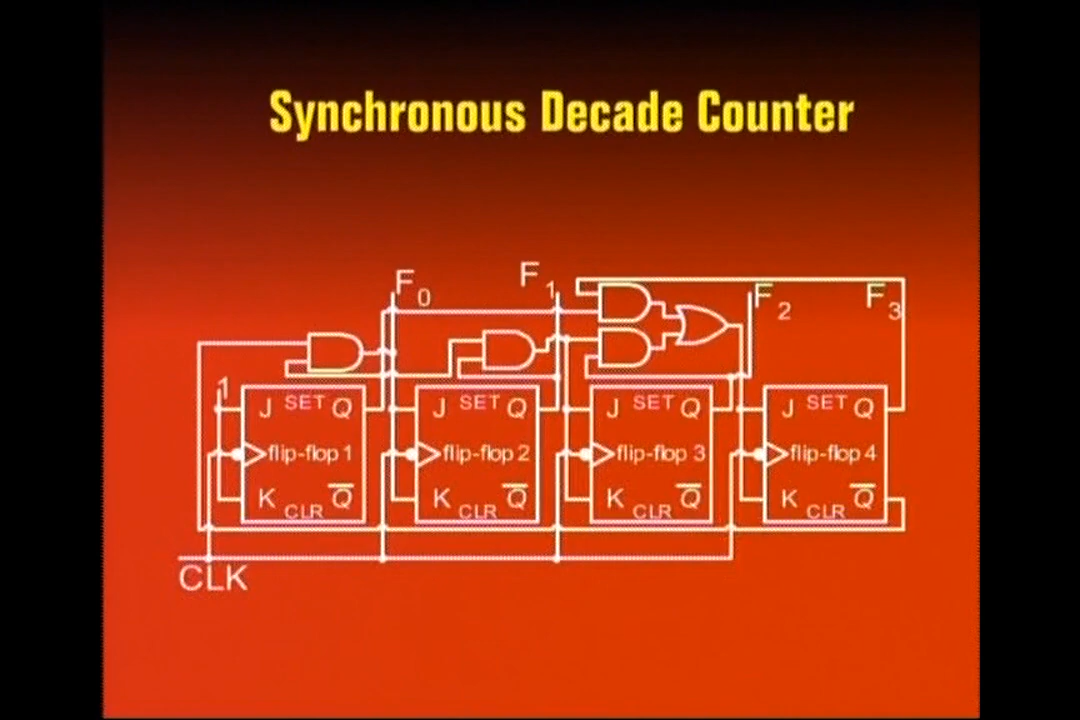 Synchronous Decade Counter
F0 F1 F2 F3
1
J SET Q J SET Q J SET Q J SET Q
flip-flop 1 flip-flop 2 flip-flop 3 flip-flop 4
K CLR Q̅ K CLR Q̅ K CLR Q̅ K CLR Q̅
CLK